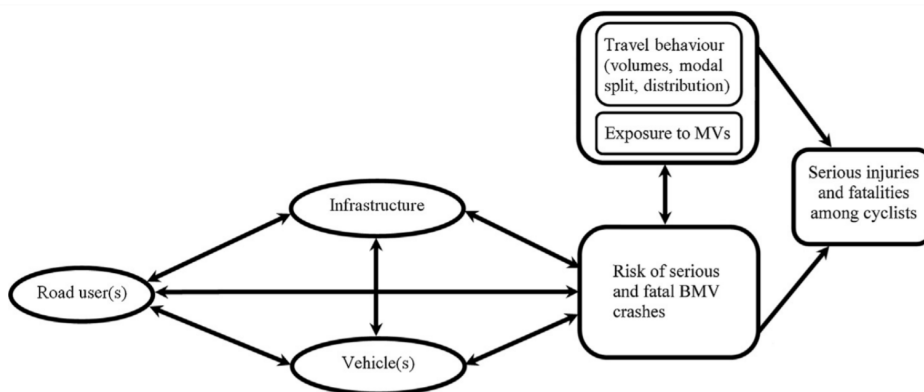 Travel behaviour
(volumes, modal
split, distribution)
Exposure to MVs
Serious injuries
and fatalities
among cyclists
Infrastructure
Risk of serious
and fatal BMV
crashes
Road user(s)
Vehicle(s)